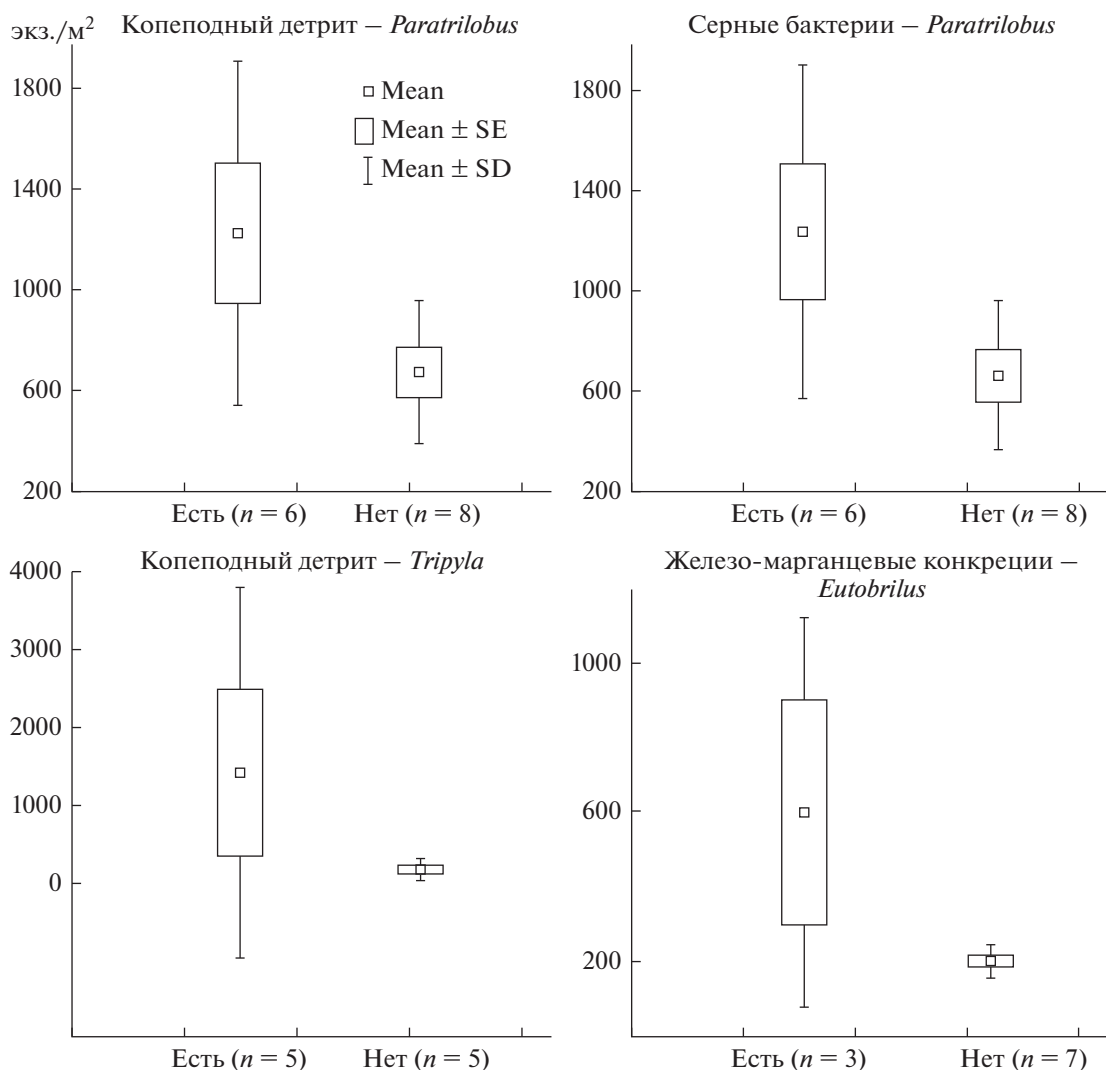 экз./м²
Копеподный детрит – Paratrilobus
1800
1400
1000
600
200
Mean
Mean ± SE
Mean ± SD
Есть (n = 6)
Нет (n = 8)
Серные бактерии – Paratrilobus
1800
1400
1000
600
200
Есть (n = 6)
Нет (n = 8)
Копеподный детрит – Tripyla
4000
3000
2000
1000
0
Есть (n = 5)
Нет (n = 5)
Железо-марганцевые конкреции –
Eutobrilus
1000
600
200
Есть (n = 3)
Нет (n = 7)